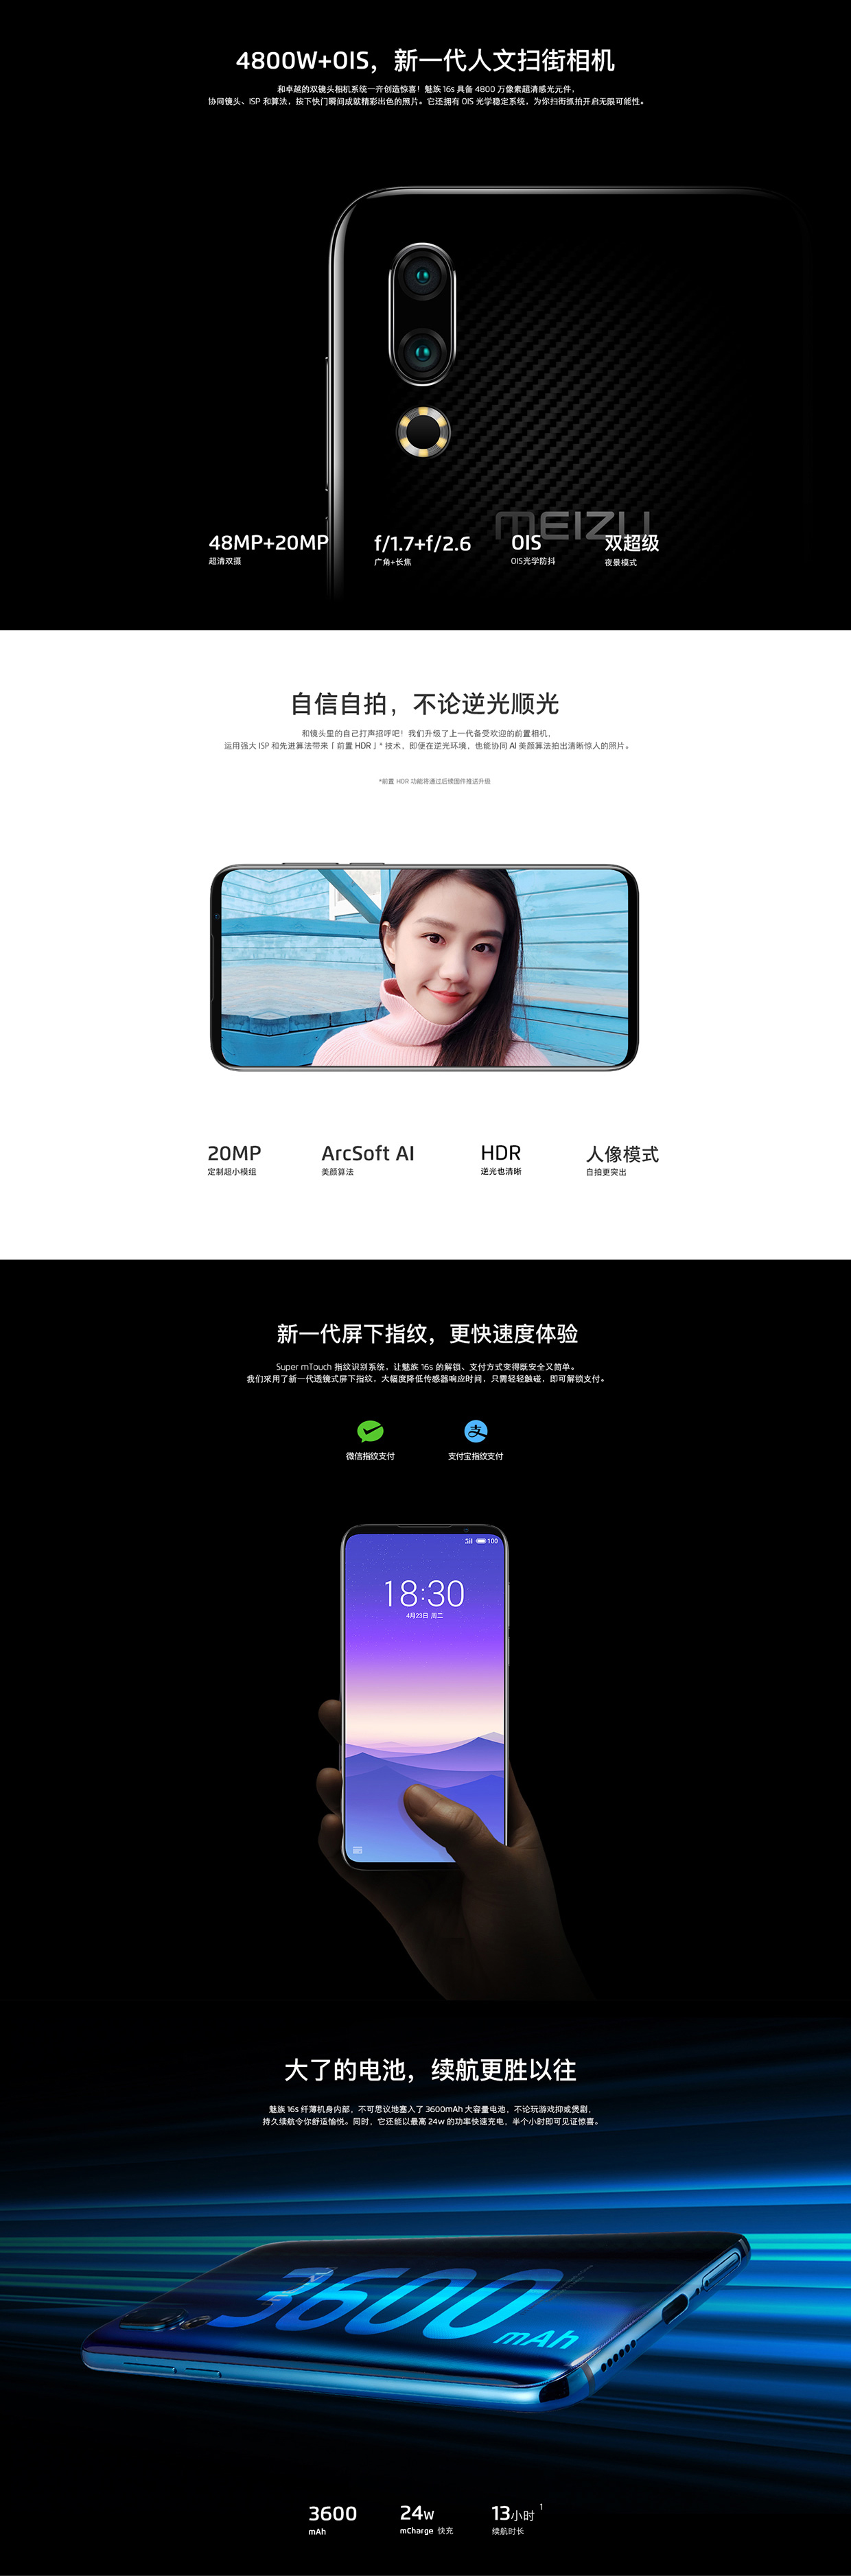 4800W+OIS，新一代人文扫街相机
和卓越的双镜头相机系统一齐创造惊喜！魅族 16s 具备 4800 万像素超清感光元件，
协同镜头、ISP 和算法，按下快门瞬间成就精彩出色的照片。它还拥有 OIS 光学稳定系统，为你扫街抓拍开启无限可能性。
MEIZU
48MP+20MP
超清双摄
f/1.7+f/2.6
广角+长焦
OIS
OIS光学防抖
双超级
夜景模式
自信自拍，不论逆光顺光
和镜头里的自己打声招呼吧！我们升级了上一代备受欢迎的前置相机，
运用强大 ISP 和先进算法带来「前置 HDR」* 技术，即便在逆光环境，也能协同 AI 美颜算法拍出清晰惊人的照片。
*前置 HDR 功能将通过后续固件推送升级
20MP
定制超小模组
ArcSoft AI
美颜算法
HDR
逆光也清晰
人像模式
自拍更突出
新一代屏下指纹，更快速度体验
Super mTouch 指纹识别系统，让魅族 16s 的解锁、支付方式变得既安全又简单。
我们采用了新一代透镜式屏下指纹，大幅度降低传感器响应时间，只需轻轻触碰，即可解锁支付。
支
微信指纹支付
支付宝指纹支付
100
18:30
4月23日 周二
大了的电池，续航更胜以往
魅族 16s 纤薄机身内部，不可思议地塞入了 3600mAh 大容量电池，不论玩游戏抑或煲剧，
持久续航令你舒适愉悦。同时，它还能以最高 24w 的功率快速充电，半个小时即可见证惊喜。
3600 mAh
3600
mAh
24W
mCharge 快充
13小时 1
续航时长